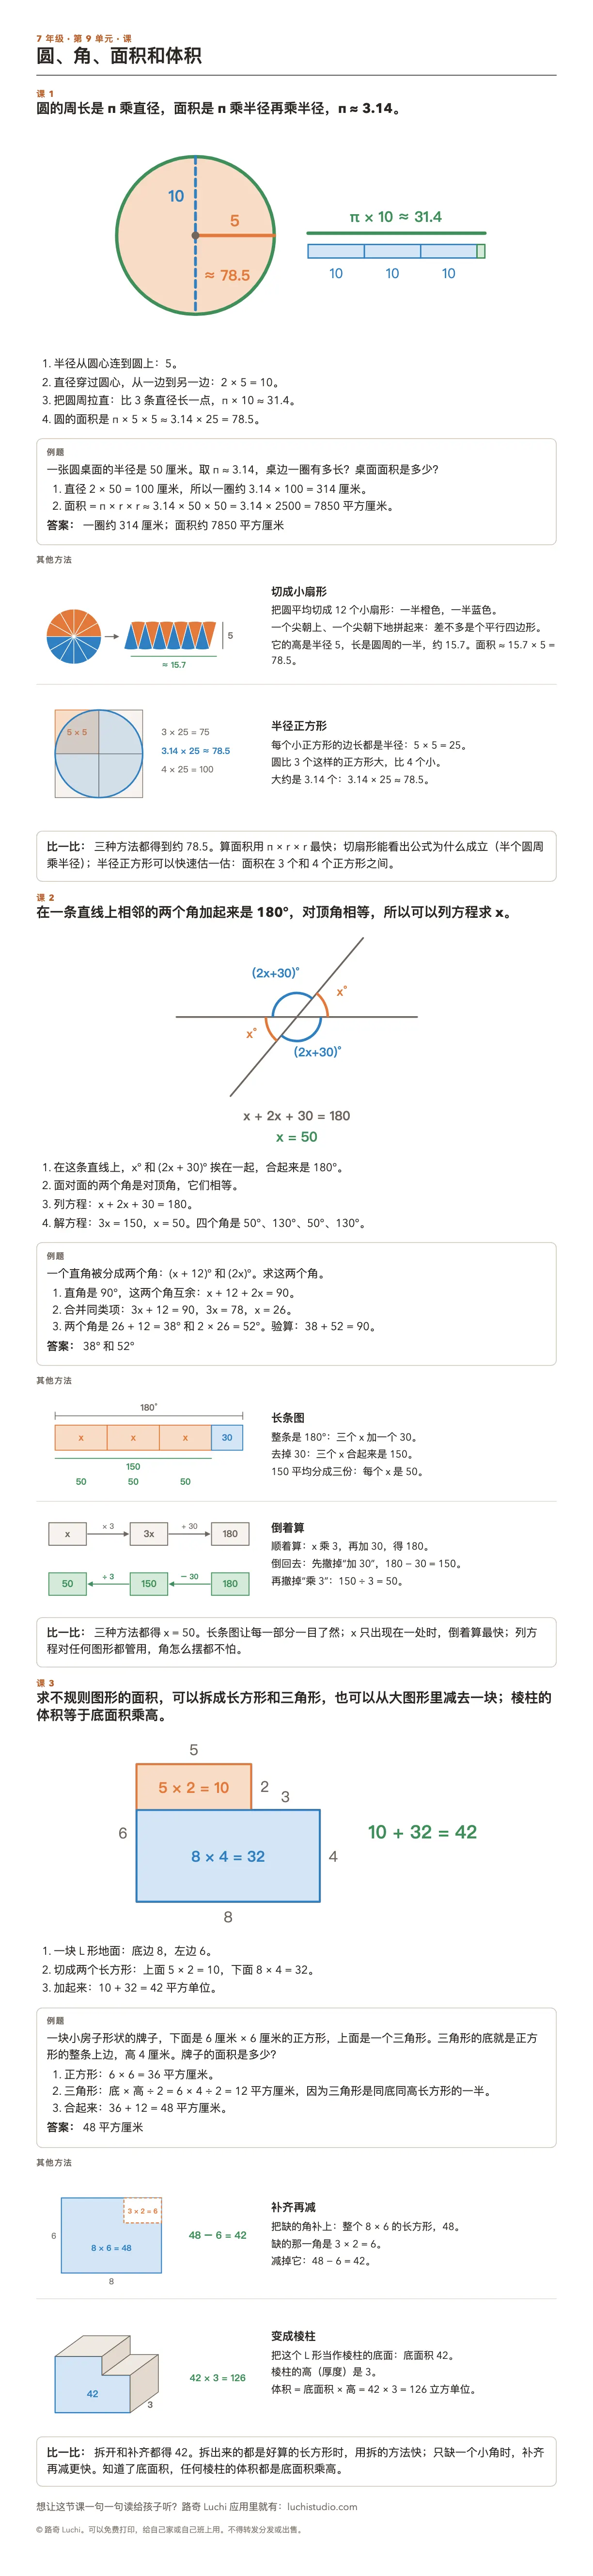 7 年级 · 第 9 单元 · 课
圆、角、面积和体积
课 1
圆的周长是 π 乘直径，面积是 π 乘半径再乘半径，π ≈ 3.14。
10
5
≈ 78.5
π × 10 ≈ 31.4
10 10 10
1. 半径从圆心连到圆上：5。
2. 直径穿过圆心，从一边到另一边：2 × 5 = 10。
3. 把圆周拉直：比 3 条直径长一点，π × 10 ≈ 31.4。
4. 圆的面积是 π × 5 × 5 ≈ 3.14 × 25 = 78.5。
例题
一张圆桌面的半径是 50 厘米。取 π ≈ 3.14，桌边一圈有多长？桌面面积是多少？
1. 直径 2 × 50 = 100 厘米，所以一圈约 3.14 × 100 = 314 厘米。
2. 面积 = π × r × r ≈ 3.14 × 50 × 50 = 3.14 × 2500 = 7850 平方厘米。
答案： 一圈约 314 厘米；面积约 7850 平方厘米
其他方法
5
≈ 15.7
切成小扇形
把圆平均切成 12 个小扇形：一半橙色，一半蓝色。
一个尖朝上、一个尖朝下地拼起来：差不多是个平行四边形。
它的高是半径 5，长是圆周的一半，约 15.7。面积 ≈ 15.7 × 5 =
78.5。
5 × 5
3 × 25 = 75
3.14 × 25 ≈ 78.5
4 × 25 = 100
半径正方形
每个小正方形的边长都是半径：5 × 5 = 25。
圆比 3 个这样的正方形大，比 4 个小。
大约是 3.14 个：3.14 × 25 ≈ 78.5。
比一比： 三种方法都得到约 78.5。算面积用 π × r × r 最快；切扇形能看出公式为什么成立（半个圆周
乘半径）；半径正方形可以快速估一估：面积在 3 个和 4 个正方形之间。
课 2
在一条直线上相邻的两个角加起来是 180°，对顶角相等，所以可以列方程求 x。
(2x+30)°
x°
x°
(2x+30)°
x + 2x + 30 = 180
x = 50
1. 在这条直线上，x° 和 (2x + 30)° 挨在一起，合起来是 180°。
2. 面对面的两个角是对顶角，它们相等。
3. 列方程：x + 2x + 30 = 180。
4. 解方程：3x = 150，x = 50。四个角是 50°、130°、50°、130°。
例题
一个直角被分成两个角：(x + 12)° 和 (2x)°。求这两个角。
1. 直角是 90°，这两个角互余：x + 12 + 2x = 90。
2. 合并同类项：3x + 12 = 90，3x = 78，x = 26。
3. 两个角是 26 + 12 = 38° 和 2 × 26 = 52°。验算：38 + 52 = 90。
答案： 38° 和 52°
其他方法
180°
x x x 30
150
50 50 50
长条图
整条是 180°：三个 x 加一个 30。
去掉 30：三个 x 合起来是 150。
150 平均分成三份：每个 x 是 50。
x × 3 3x + 30 180
50 ÷ 3 150 − 30 180
倒着算
顺着算：x 乘 3，再加 30，得 180。
倒回去：先撤掉“加 30”，180 − 30 = 150。
再撤掉“乘 3”：150 ÷ 3 = 50。
比一比： 三种方法都得 x = 50。长条图让每一部分一目了然；x 只出现在一处时，倒着算最快；列方
程对任何图形都管用，角怎么摆都不怕。
课 3
求不规则图形的面积，可以拆成长方形和三角形，也可以从大图形里减去一块；棱柱的
体积等于底面积乘高。
5
5 × 2 = 10
2
3
6
8 × 4 = 32
4
8
10 + 32 = 42
1. 一块 L 形地面：底边 8，左边 6。
2. 切成两个长方形：上面 5 × 2 = 10，下面 8 × 4 = 32。
3. 加起来：10 + 32 = 42 平方单位。
例题
一块小房子形状的牌子，下面是 6 厘米 × 6 厘米的正方形，上面是一个三角形。三角形的底就是正方
形的整条上边，高 4 厘米。牌子的面积是多少？
1. 正方形：6 × 6 = 36 平方厘米。
2. 三角形：底 × 高 ÷ 2 = 6 × 4 ÷ 2 = 12 平方厘米，因为三角形是同底同高长方形的一半。
3. 合起来：36 + 12 = 48 平方厘米。
答案： 48 平方厘米
其他方法
3 × 2 = 6
6
8 × 6 = 48
8
48 − 6 = 42
补齐再减
把缺的角补上：整个 8 × 6 的长方形，48。
缺的那一角是 3 × 2 = 6。
减掉它：48 − 6 = 42。
42
3
42 × 3 = 126
变成棱柱
把这个 L 形当作棱柱的底面：底面积 42。
棱柱的高（厚度）是 3。
体积 = 底面积 × 高 = 42 × 3 = 126 立方单位。
比一比： 拆开和补齐都得 42。拆出来的都是好算的长方形时，用拆的方法快；只缺一个小角时，补齐
再减更快。知道了底面积，任何棱柱的体积都是底面积乘高。
想让这节课一句一句读给孩子听？路奇 Luchi 应用里就有：luchistudio.com
© 路奇 Luchi。可以免费打印，给自己家或自己班上用。不得转发分发或出售。